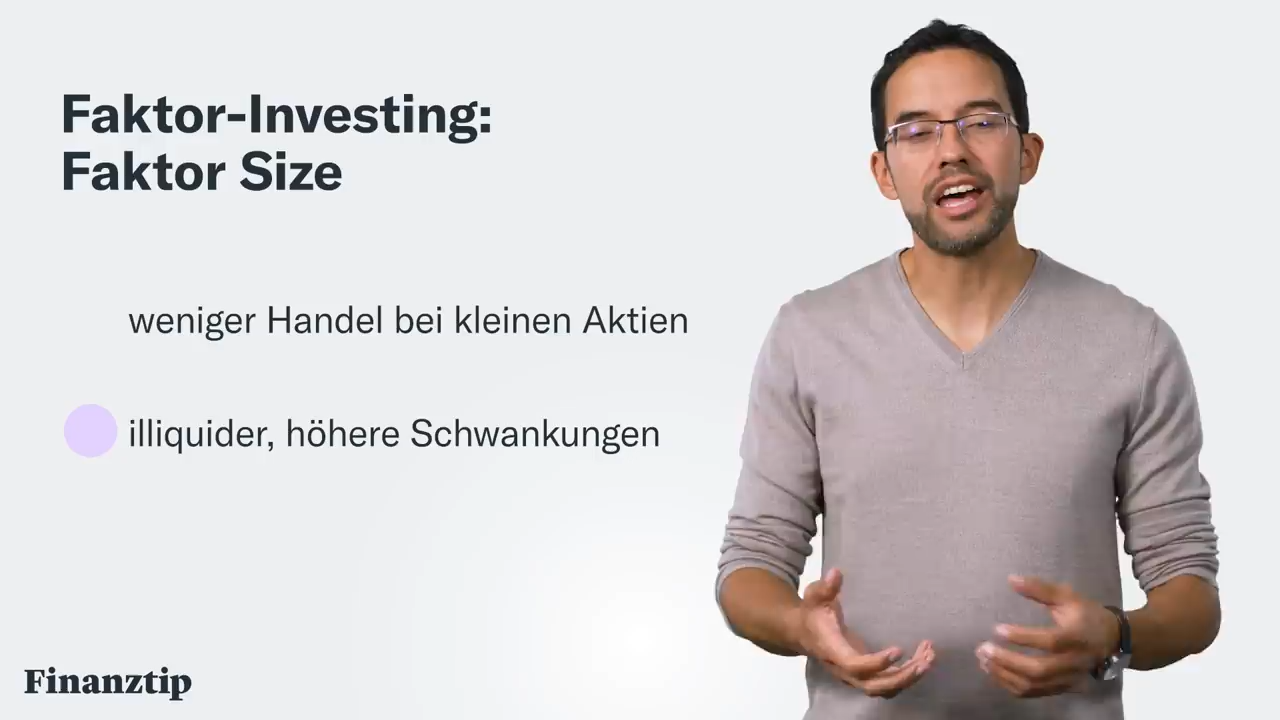 Faktor-Investing:
Faktor Size
weniger Handel bei kleinen Aktien
illiquider, höhere Schwankungen
Finanztip